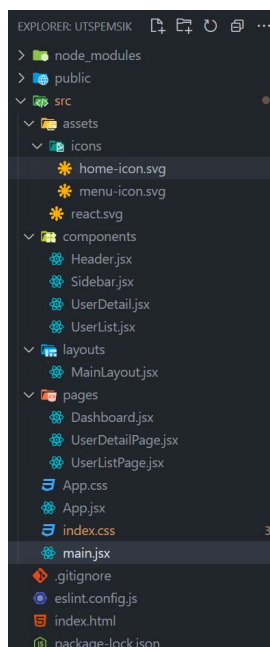 EXPLORER: UTSPEMSIK
node_modules
public
src
assets
icons
home-icon.svg
menu-icon.svg
react.svg
components
Header.jsx
Sidebar.jsx
UserDetail.jsx
UserList.jsx
layouts
MainLayout.jsx
pages
Dashboard.jsx
UserDetailPage.jsx
UserListPage.jsx
App.css
App.jsx
index.css 3
main.jsx
.gitignore
eslint.config.js
index.html
package-lock.json